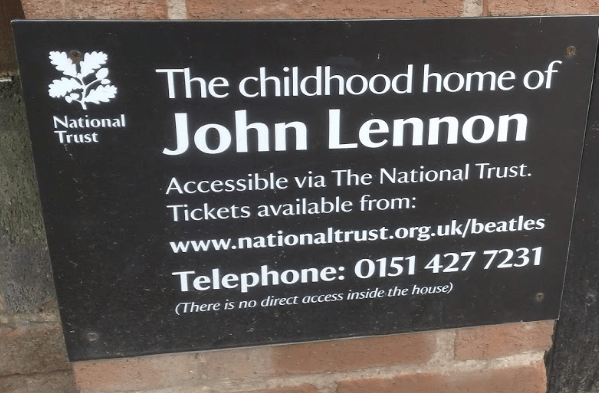 National
Trust
The childhood home of
John Lennon
Accessible via The National Trust.
Tickets available from:
www.nationaltrust.org.uk/beatles
Telephone: 0151 427 7231
(There is no direct access inside the house)